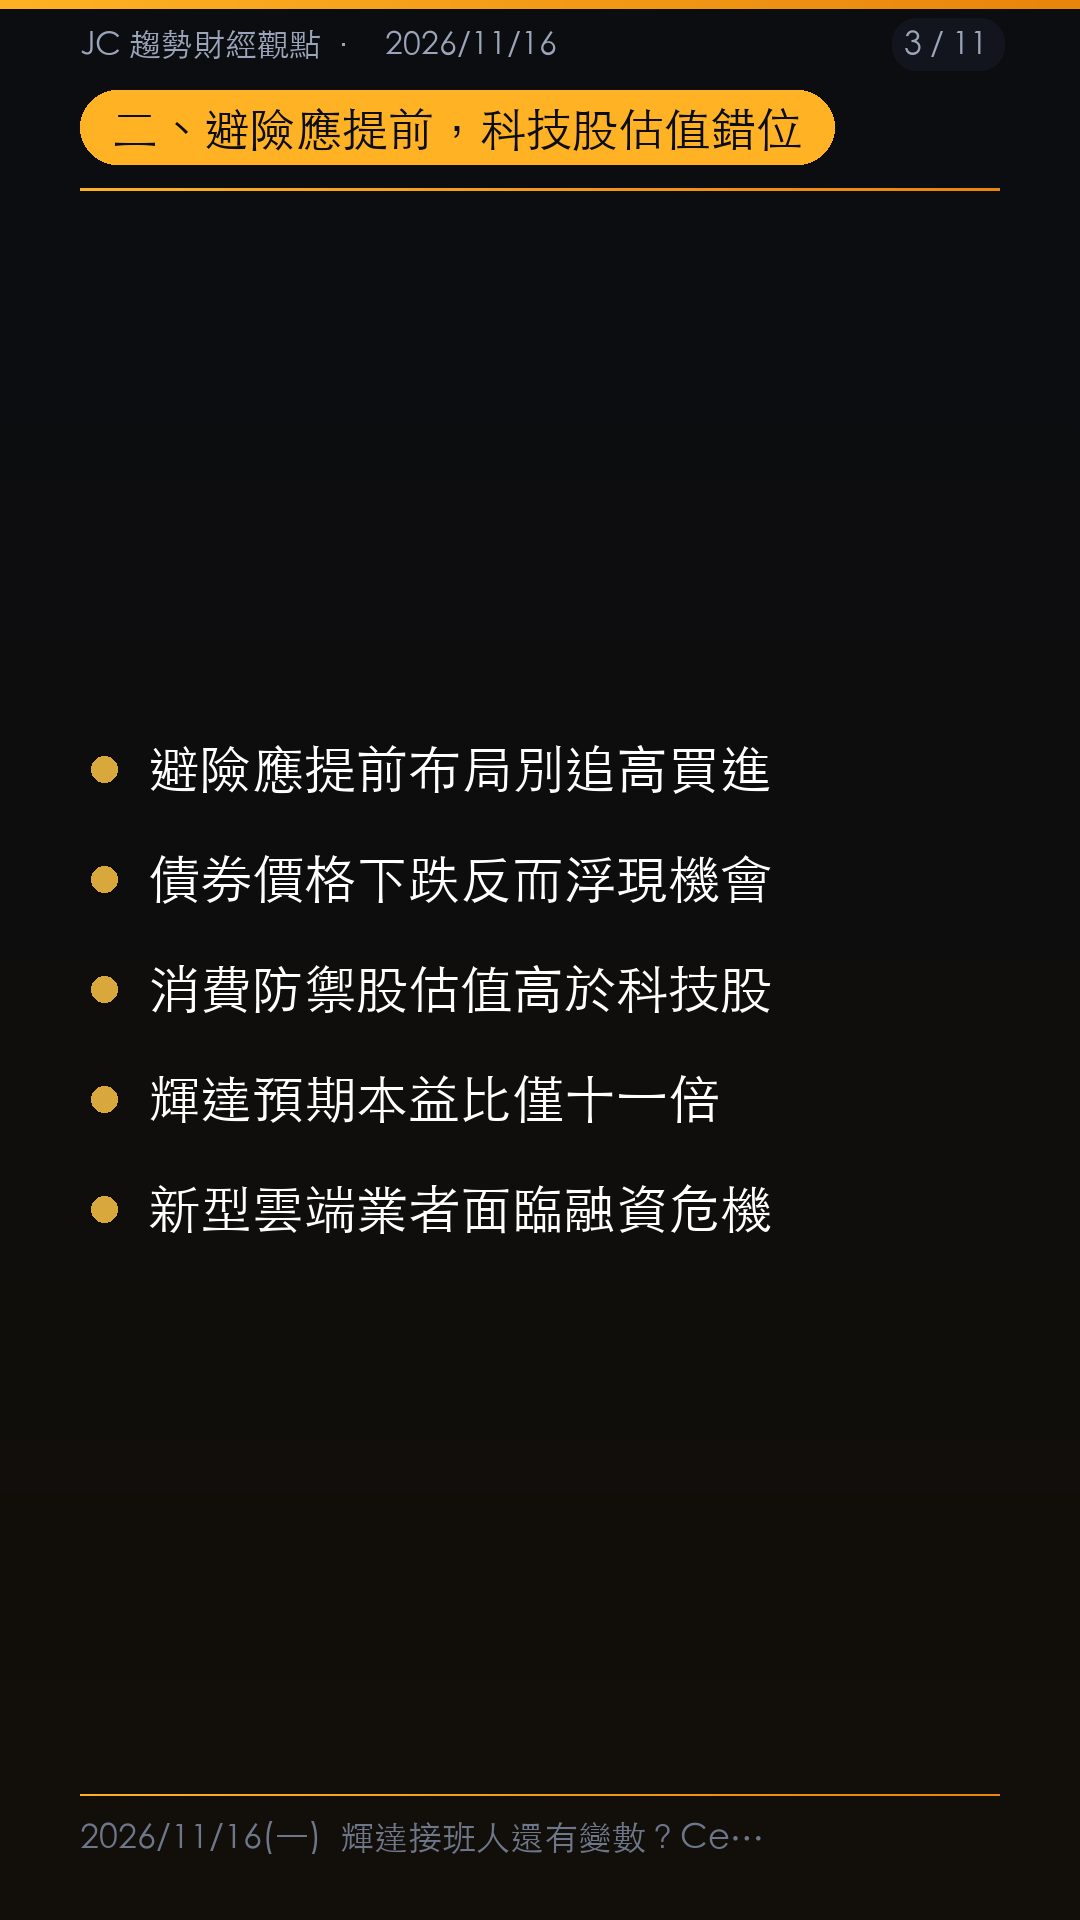 JC 趨勢財經觀點 · 2026/11/16
3 / 11
二、避險應提前，科技股估值錯位
避險應提前布局別追高買進
債券價格下跌反而浮現機會
消費防禦股估值高於科技股
輝達預期本益比僅十一倍
新型雲端業者面臨融資危機
2026/11/16(一) 輝達接班人還有變數？Ce…